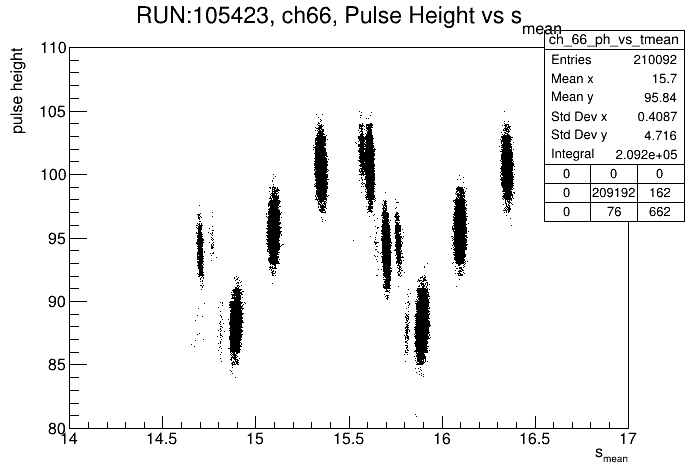 RUN:105423, ch66, Pulse Height vs s_mean
ch_66_ph_vs_tmean
Entries 210092
Mean x 15.7
Mean y 95.84
Std Dev x 0.4087
Std Dev y 4.716
Integral 2.092e+05
0 0 0
0 209192 162
0 76 662
pulse height
110
105
100
95
90
85
80
14 14.5 15 15.5 16 16.5 17
s_mean